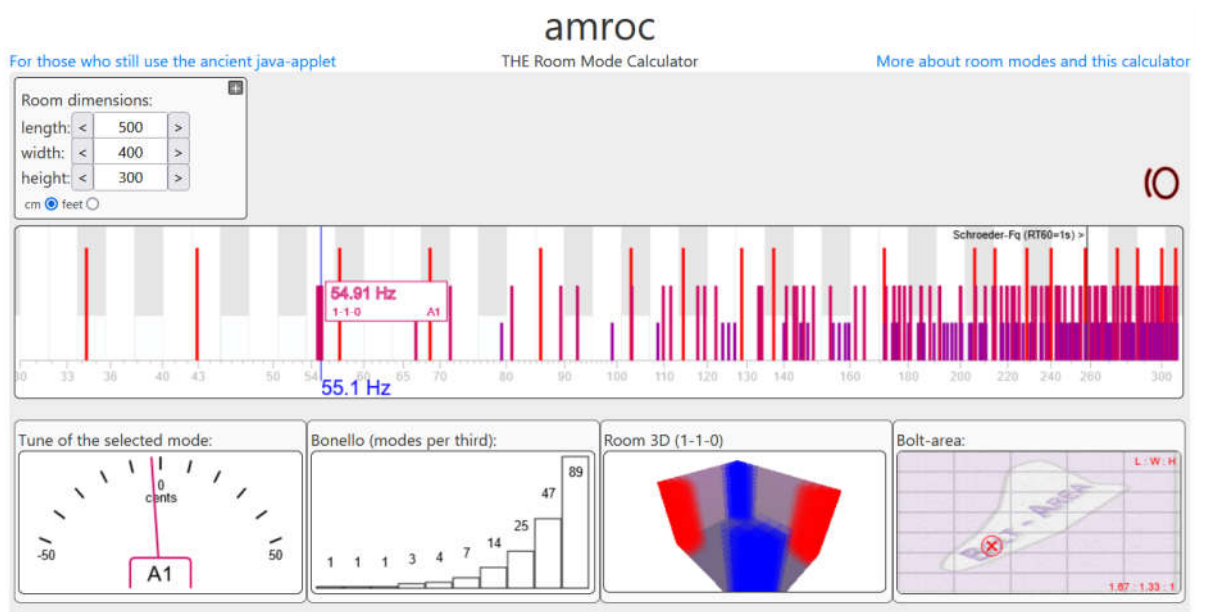 amroc
For those who still use the ancient java-applet THE Room Mode Calculator More about room modes and this calculator
Room dimensions: +
length: < 500 >
width: < 400 >
height: < 300 >
cm feet
Schroeder-Fq (RT60=1s) >
54.91 Hz
1-1-0 A1
30 33 36 40 43 50 54 60 65 70 80 90 100 110 120 130 140 160 180 200 220 240 260 300
55.1 Hz
Tune of the selected mode: Bonello (modes per third): Room 3D (1-1-0) Bolt-area:
-50 0 50
cents
A1
1 1 1 3 4 7 14 25 47 89
L : W : H
Bolt-Area
1.67 : 1.33 : 1